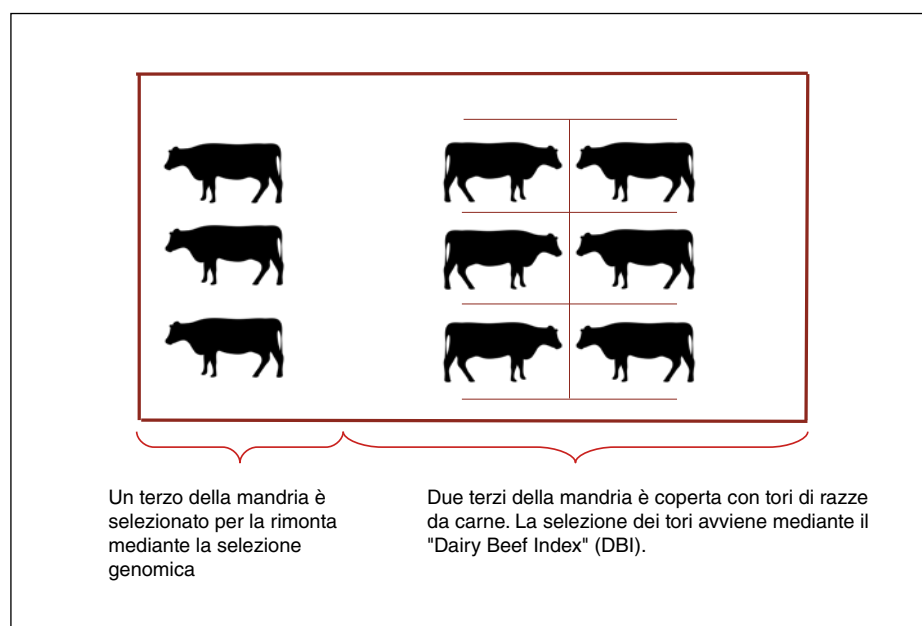 Un terzo della mandria è
selezionato per la rimonta
mediante la selezione
genomica
Due terzi della mandria è coperta con tori di razze
da carne. La selezione dei tori avviene mediante il
"Dairy Beef Index" (DBI).